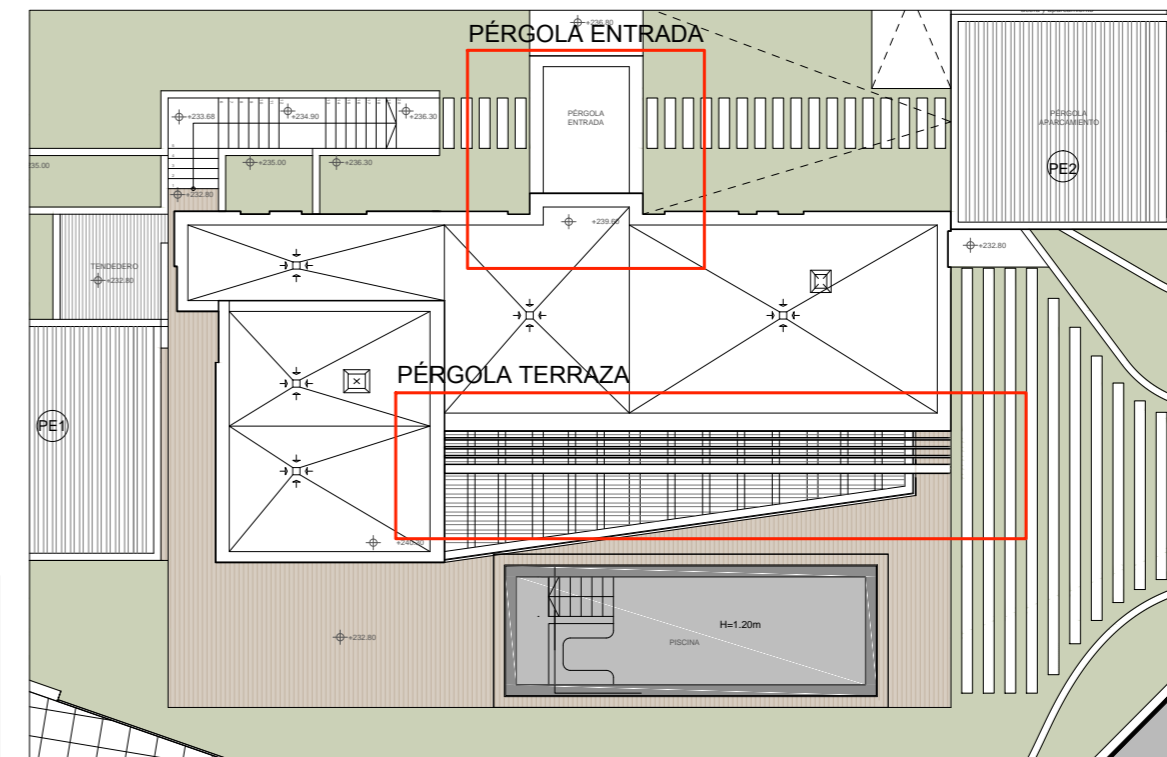 +236.80
PÉRGOLA ENTRADA
+233.68
+234.90
+236.30
PÉRGOLA
ENTRADA
PÉRGOLA
APARCAMIENTO
PE2
235.00
+235.00
+236.30
+232.80
+239.60
+232.80
TENDEDERO
+232.80
PÉRGOLA TERRAZA
PE1
H=1.20m
+232.80
PISCINA